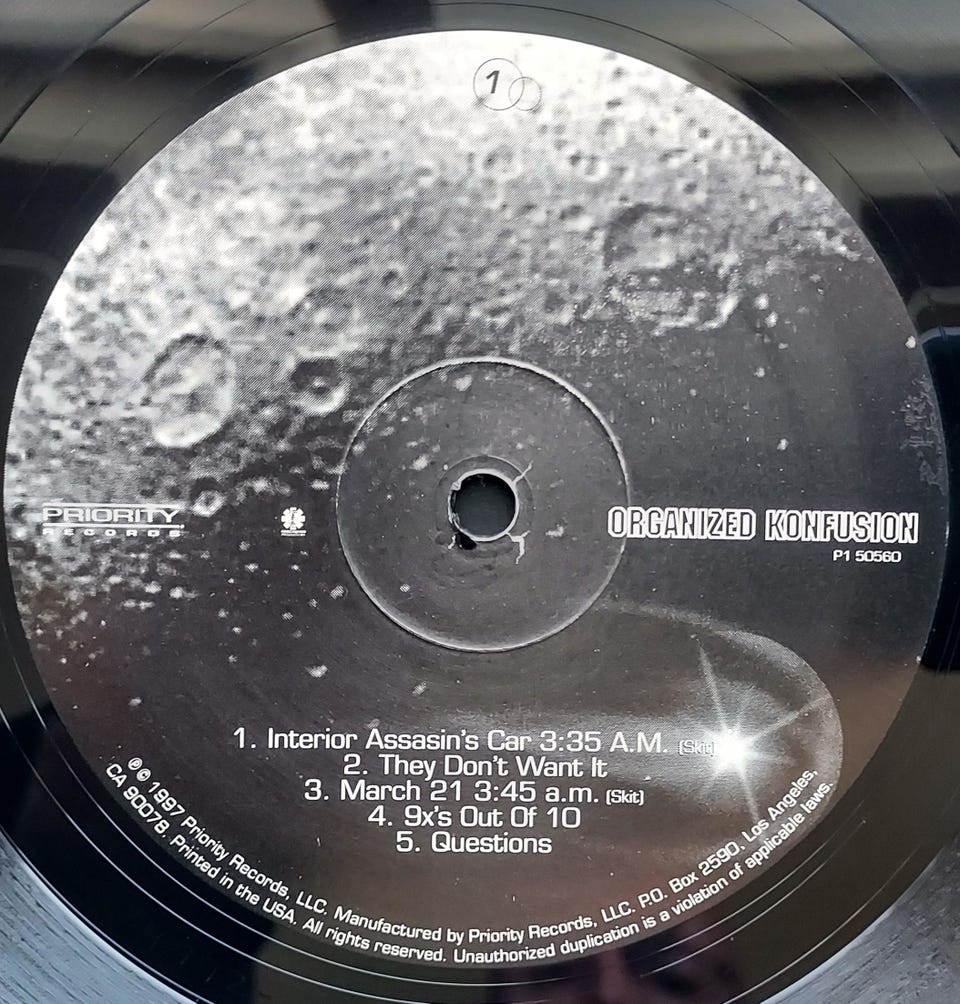 1
PRIORITY
RECORDS
ORGANIZED KONFUSION
P1 50560
1. Interior Assasin's Car 3:35 A.M. (Skit)
2. They Don't Want It
3. March 21 3:45 a.m. (Skit)
4. 9x's Out Of 10
5. Questions
℗ © 1997 Priority Records, LLC. Manufactured by Priority Records, LLC. P.O. Box 2590. Los Angeles.
CA 90078. Printed in the USA. All rights reserved. Unauthorized duplication is a violation of applicable laws.